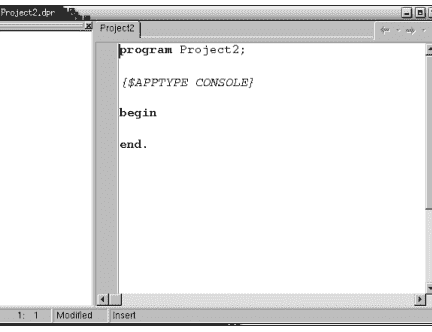 Project2.dpr
Project2
program Project2;
{$APPTYPE CONSOLE}
begin
end.
1: 1 Modified Insert